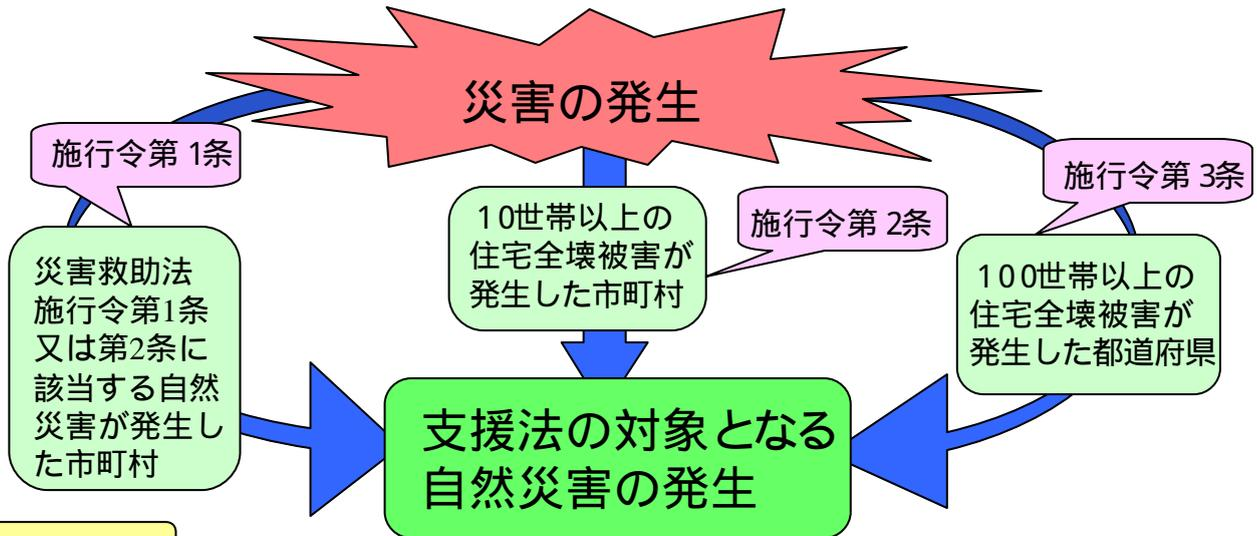 災害の発生
施行令第 1条
災害救助法
施行令第1条
又は第2条に
該当する自然
災害が発生し
た市町村
10世帯以上の
住宅全壊被害が
発生した市町村
施行令第 2条
施行令第 3条
100世帯以上の
住宅全壊被害が
発生した都道府県
支援法の対象となる
自然災害の発生